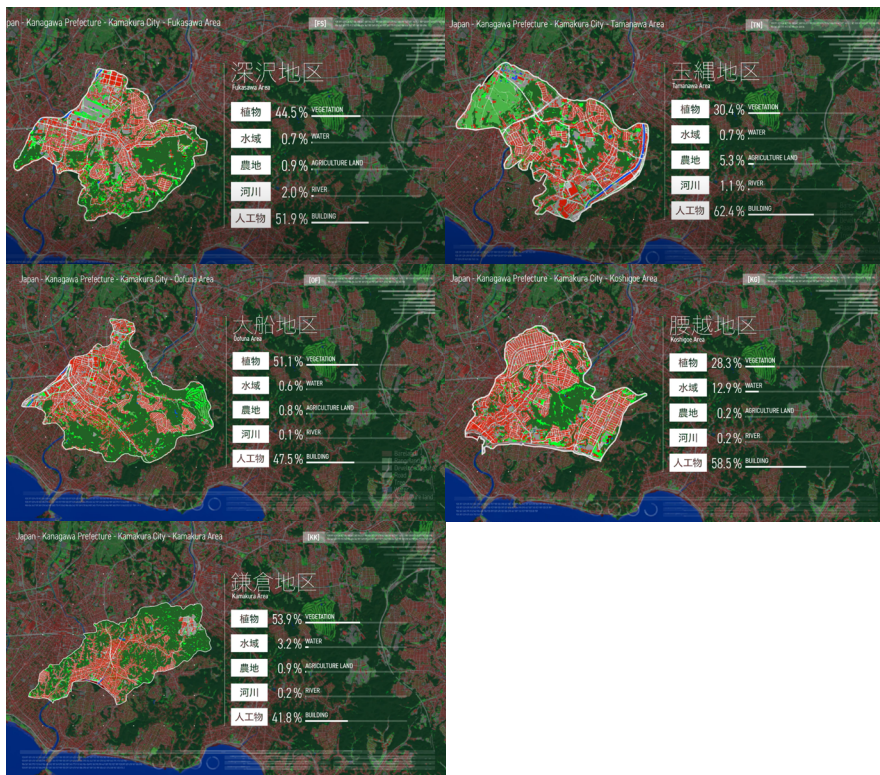 pan - Kanagawa Prefecture - Kamakura City - Fukasawa Area
[FS]
深沢地区
Fukasawa Area
植物 44.5% VEGETATION
水域 0.7% WATER
農地 0.9% AGRICULTURE LAND
河川 2.0% RIVER
人工物 51.9% BUILDING
Japan - Kanagawa Prefecture - Kamakura City - Tamanawa Area
[TN]
玉縄地区
Tamanawa Area
植物 30.4% VEGETATION
水域 0.7% WATER
農地 5.3% AGRICULTURE LAND
河川 1.1% RIVER
人工物 62.4% BUILDING
Japan - Kanagawa Prefecture - Kamakura City - Ōofuna Area
[OF]
大船地区
Ōofuna Area
植物 51.1% VEGETATION
水域 0.6% WATER
農地 0.8% AGRICULTURE LAND
河川 0.1% RIVER
人工物 47.5% BUILDING
Japan - Kanagawa Prefecture - Kamakura City - Koshigoe Area
[KG]
腰越地区
Koshigoe Area
植物 28.3% VEGETATION
水域 12.9% WATER
農地 0.2% AGRICULTURE LAND
河川 0.2% RIVER
人工物 58.5% BUILDING
Japan - Kanagawa Prefecture - Kamakura City - Kamakura Area
[KK]
鎌倉地区
Kamakura Area
植物 53.9% VEGETATION
水域 3.2% WATER
農地 0.9% AGRICULTURE LAND
河川 0.2% RIVER
人工物 41.8% BUILDING